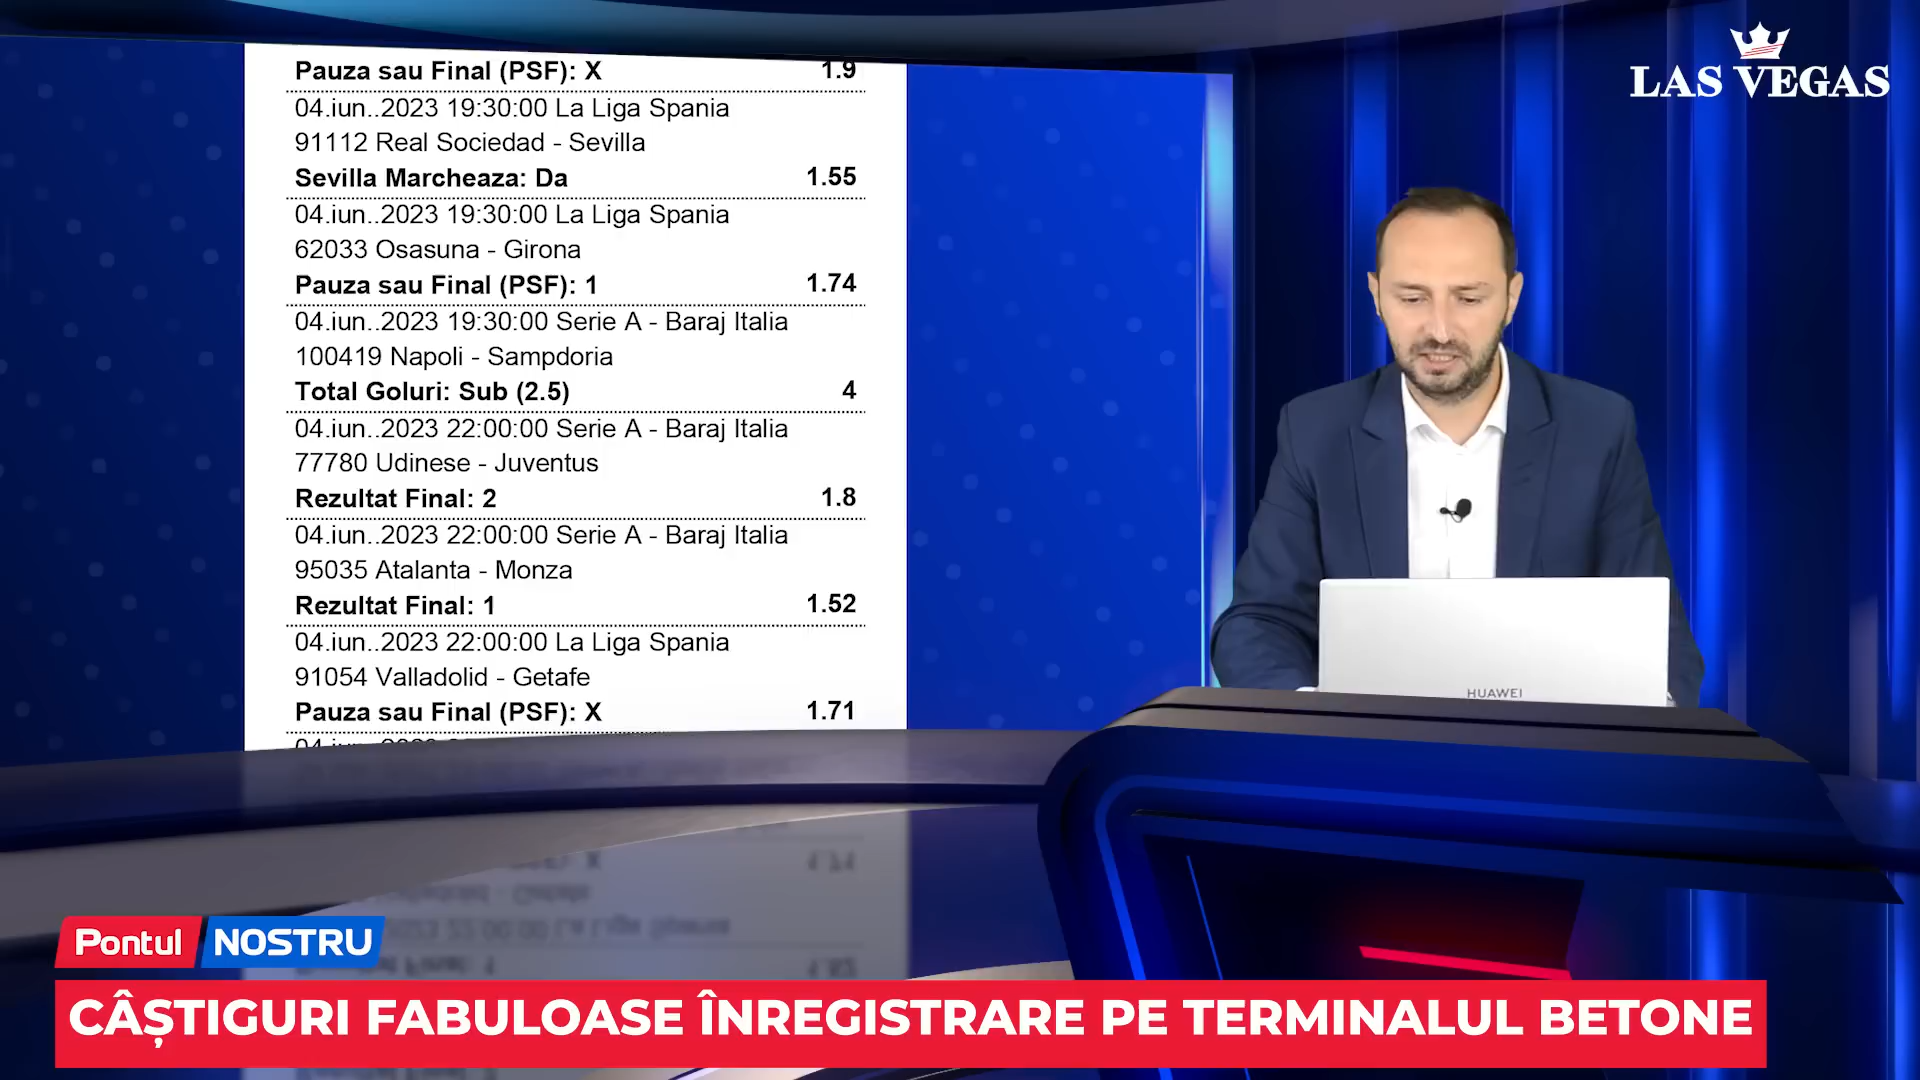 LAS VEGAS
Pauza sau Final (PSF): X 1.9
04.iun..2023 19:30:00 La Liga Spania
91112 Real Sociedad - Sevilla
Sevilla Marcheaza: Da 1.55
04.iun..2023 19:30:00 La Liga Spania
62033 Osasuna - Girona
Pauza sau Final (PSF): 1 1.74
04.iun..2023 19:30:00 Serie A - Baraj Italia
100419 Napoli - Sampdoria
Total Goluri: Sub (2.5) 4
04.iun..2023 22:00:00 Serie A - Baraj Italia
77780 Udinese - Juventus
Rezultat Final: 2 1.8
04.iun..2023 22:00:00 Serie A - Baraj Italia
95035 Atalanta - Monza
Rezultat Final: 1 1.52
04.iun..2023 22:00:00 La Liga Spania
91054 Valladolid - Getafe
Pauza sau Final (PSF): X 1.71
HUAWEI
Pontul NOSTRU
CÂȘTIGURI FABULOASE ÎNREGISTRARE PE TERMINALUL BETONE